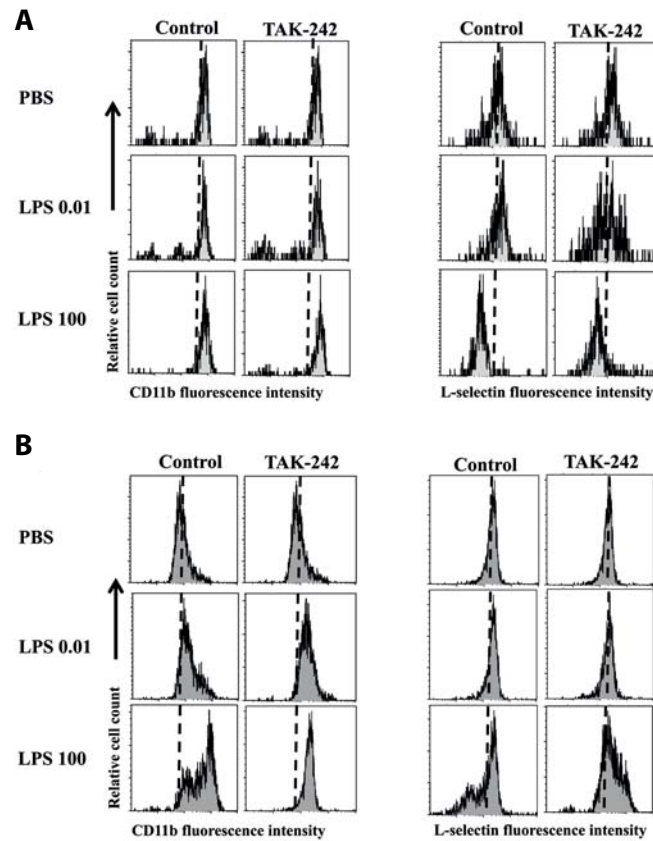 A
Control TAK-242 Control TAK-242
PBS
LPS 0.01
LPS 100
Relative cell count
CD11b fluorescence intensity L-selectin fluorescence intensity
B
Control TAK-242 Control TAK-242
PBS
LPS 0.01
LPS 100
Relative cell count
CD11b fluorescence intensity L-selectin fluorescence intensity